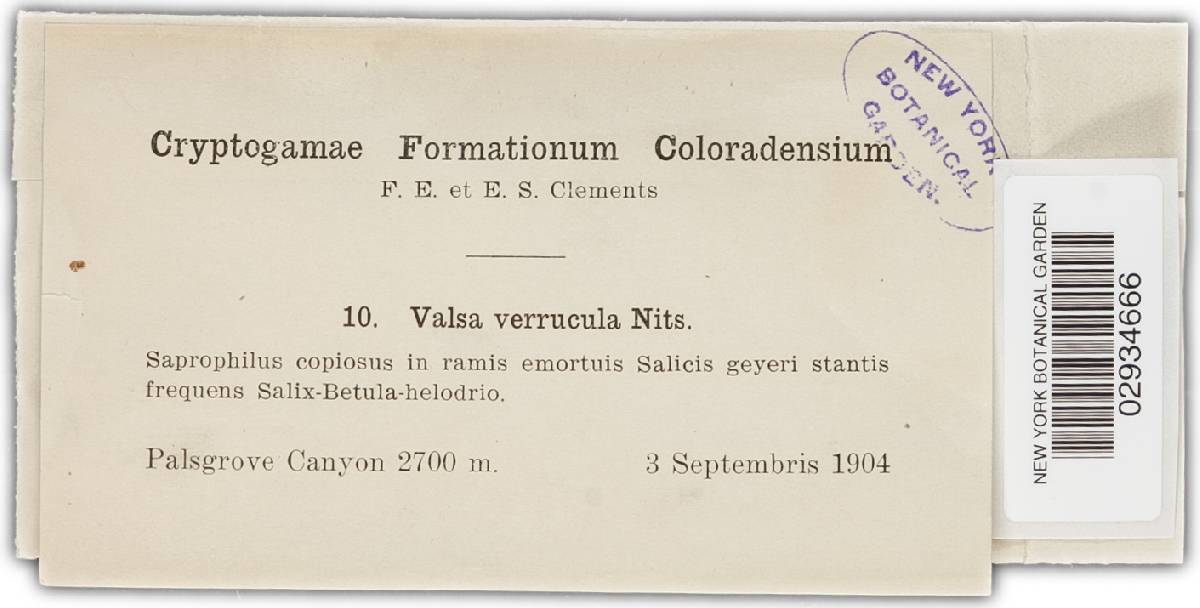 Cryptogamae Formationum Coloradensium
F. E. et E. S. Clements
10. Valsa verrucula Nits.
Saprophilus copiosus in ramis emortuis Salicis geyeri stantis
frequens Salix-Betula-helodrio.
Palsgrove Canyon 2700 m. 3 Septembris 1904
NEW YORK
BOTANICAL
GARDEN.
NEW YORK BOTANICAL GARDEN
02934666